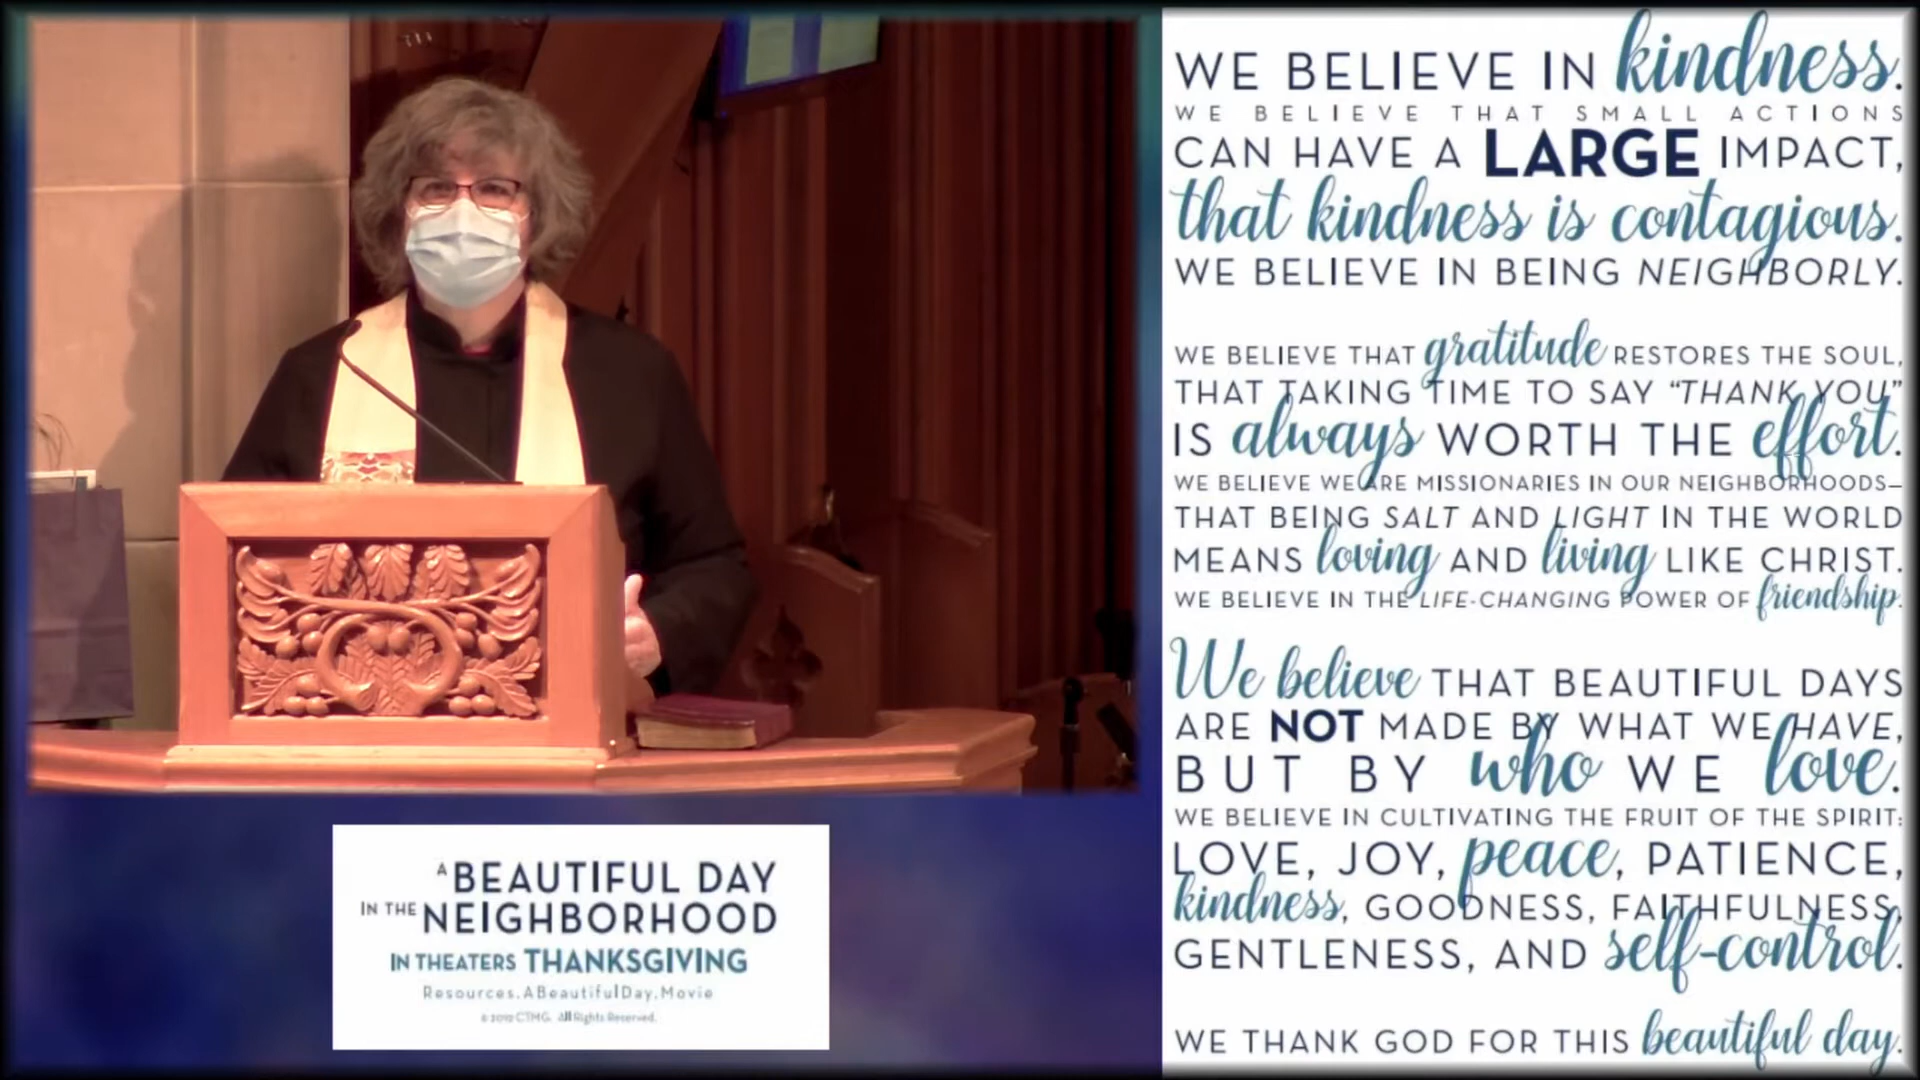 WE BELIEVE IN kindness.
WE BELIEVE THAT SMALL ACTIONS
CAN HAVE A LARGE IMPACT,
that kindness is contagious.
WE BELIEVE IN BEING NEIGHBORLY.
WE BELIEVE THAT gratitude RESTORES THE SOUL,
THAT TAKING TIME TO SAY “THANK YOU”
IS always WORTH THE effort.
WE BELIEVE WE ARE MISSIONARIES IN OUR NEIGHBORHOODS—
THAT BEING SALT AND LIGHT IN THE WORLD
MEANS loving AND living LIKE CHRIST.
WE BELIEVE IN THE LIFE-CHANGING POWER OF friendship.
We believe THAT BEAUTIFUL DAYS
ARE NOT MADE BY WHAT WE HAVE,
BUT BY who WE love.
WE BELIEVE IN CULTIVATING THE FRUIT OF THE SPIRIT:
LOVE, JOY, peace, PATIENCE,
kindness, GOODNESS, FAITHFULNESS,
GENTLENESS, AND self-control.
WE THANK GOD FOR THIS beautiful day.
A BEAUTIFUL DAY
IN THE NEIGHBORHOOD
IN THEATERS THANKSGIVING
Resources.ABeautifulDay.Movie
© 2019 CTMG. All Rights Reserved.